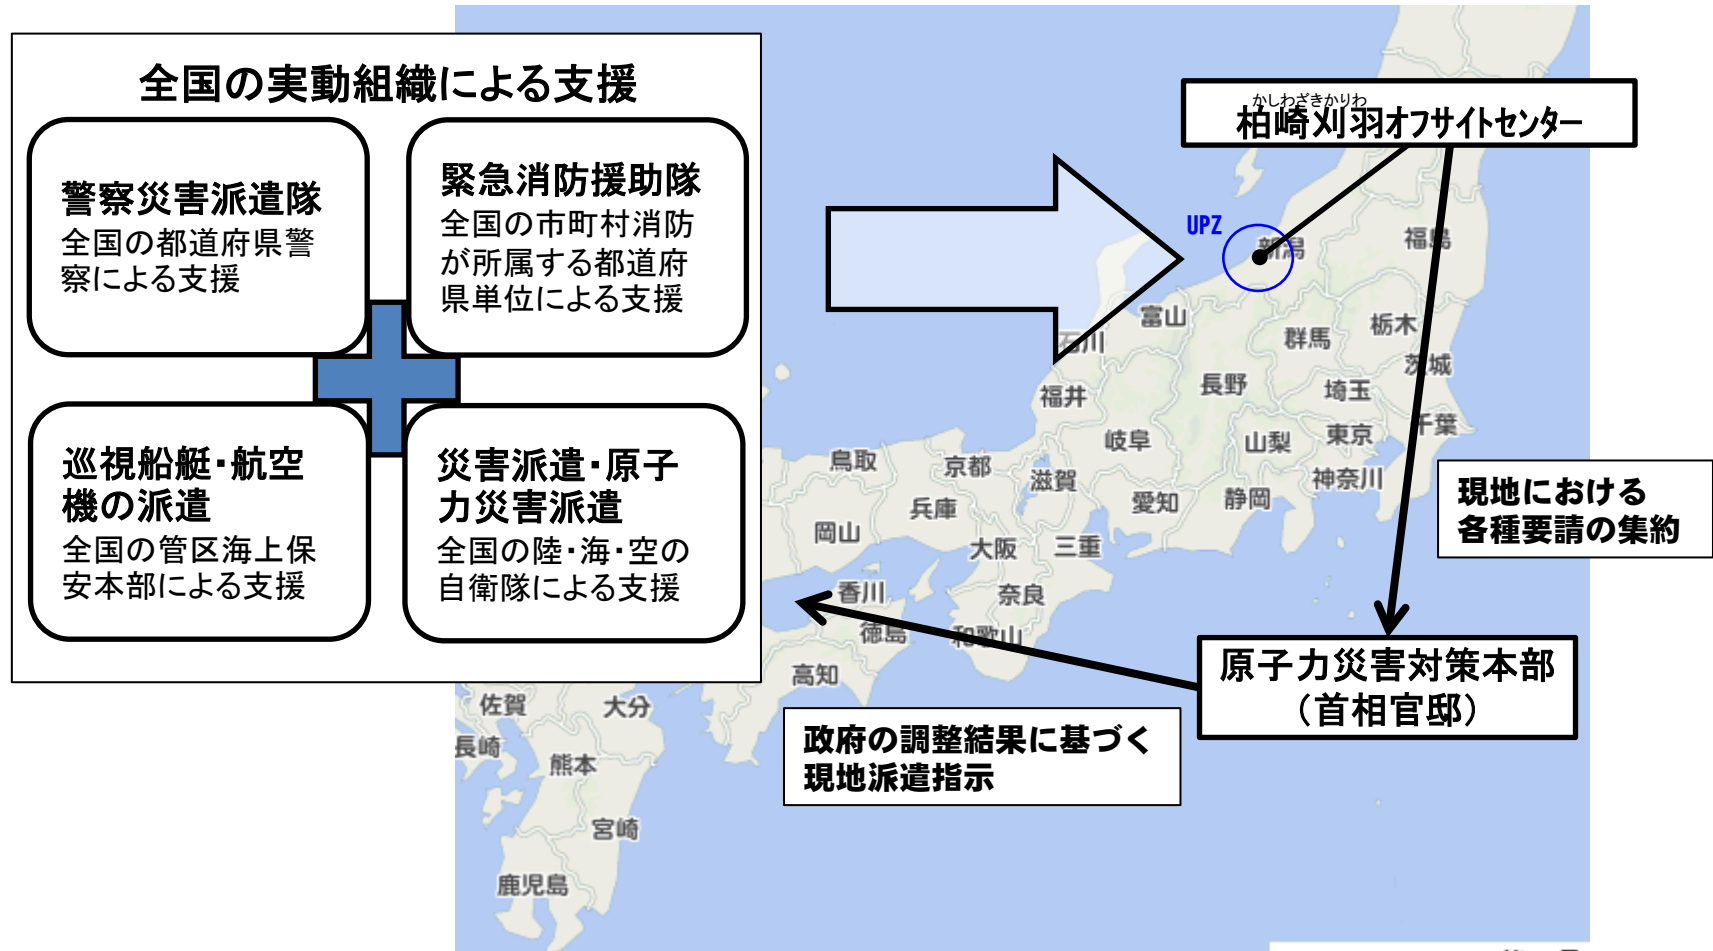 全国の実動組織による支援
警察災害派遣隊
全国の都道府県警
察による支援
緊急消防援助隊
全国の市町村消防
が所属する都道府
県単位による支援
巡視船艇・航空
機の派遣
全国の管区海上保
安本部による支援
災害派遣・原子
力災害派遣
全国の陸・海・空の
自衛隊による支援
かしわざきかりわ
柏崎刈羽オフサイトセンター
UPZ
新潟
福島
富山
石川
群馬
栃木
茨城
長野
埼玉
福井
岐阜
山梨
東京
千葉
神奈川
鳥取
京都
滋賀
愛知
静岡
兵庫
岡山
大阪
三重
香川
奈良
徳島
和歌山
高知
佐賀
大分
長崎
熊本
宮崎
鹿児島
現地における
各種要請の集約
原子力災害対策本部
（首相官邸）
政府の調整結果に基づく
現地派遣指示